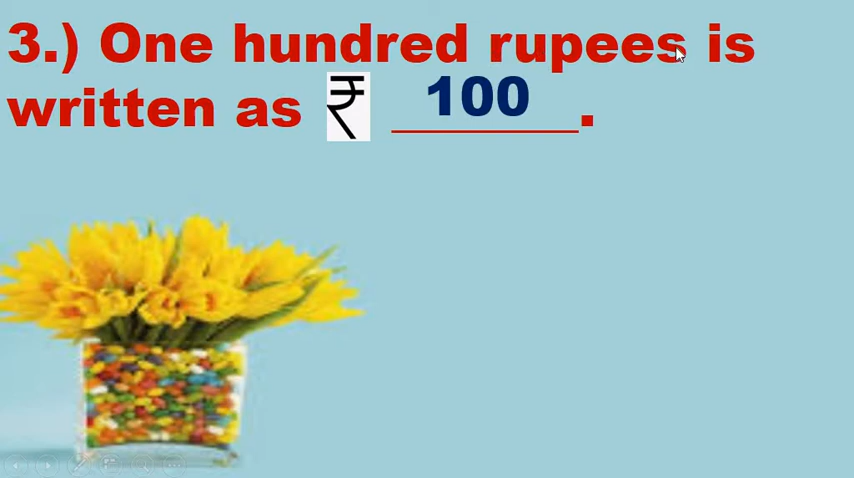 3.) One hundred rupees is
written as ₹ 100.